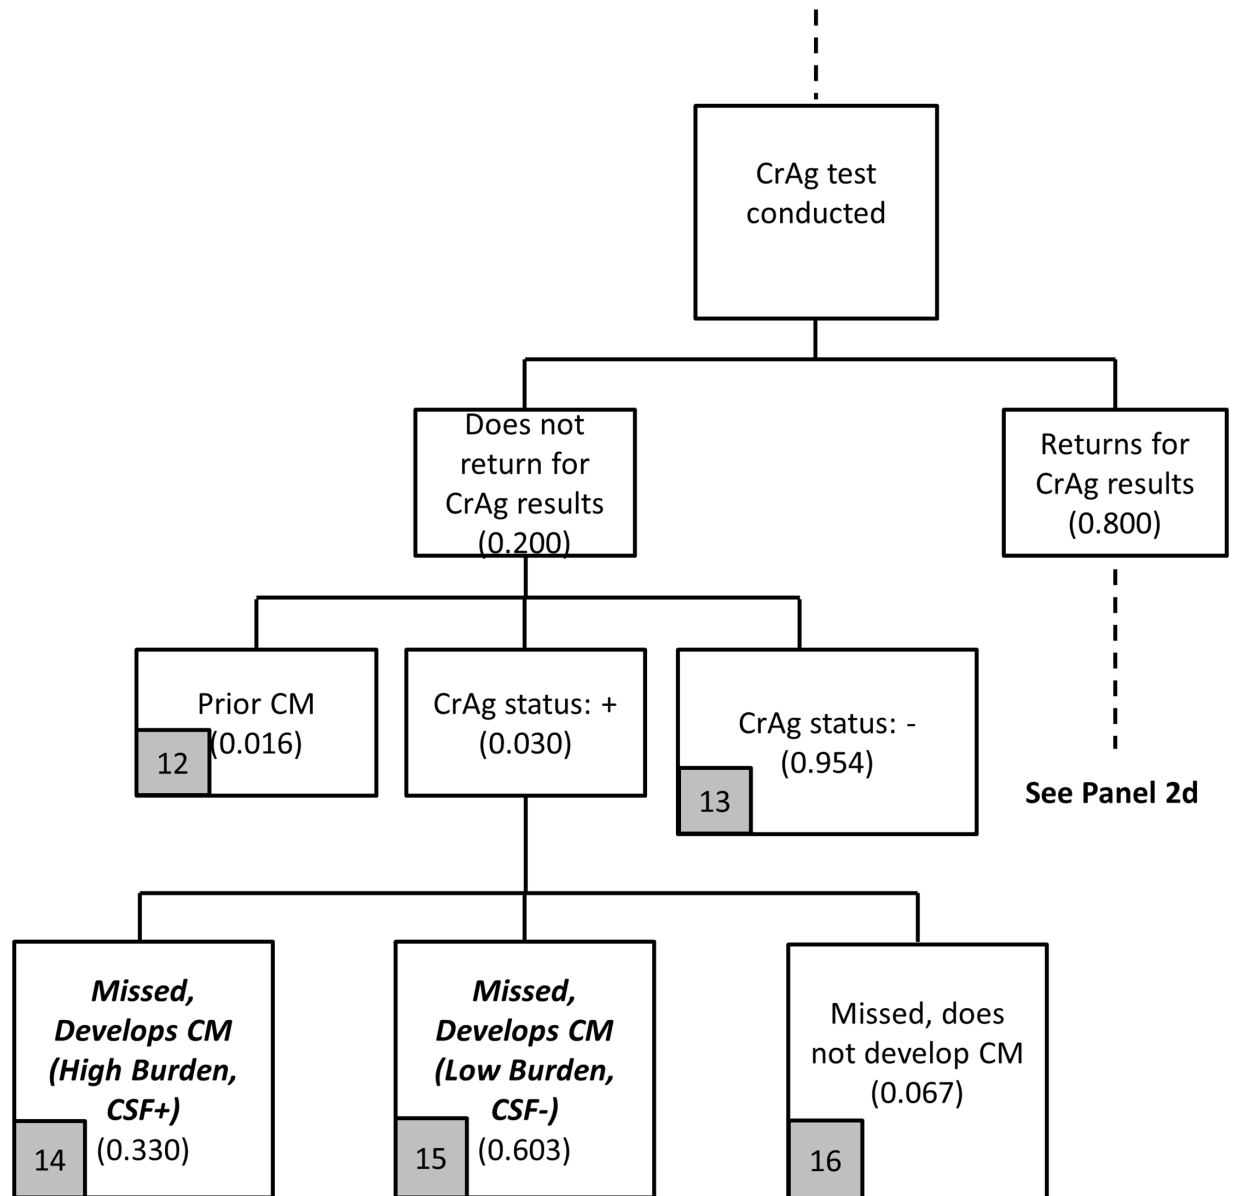 CrAg test
conducted
Does not
return for
CrAg results
(0.200)
Returns for
CrAg results
(0.800)
Prior CM
(0.016)
12
CrAg status: +
(0.030)
CrAg status: -
(0.954)
13
See Panel 2d
Missed,
Develops CM
(High Burden,
CSF+)
(0.330)
14
Missed,
Develops CM
(Low Burden,
CSF-)
(0.603)
15
Missed, does
not develop CM
(0.067)
16